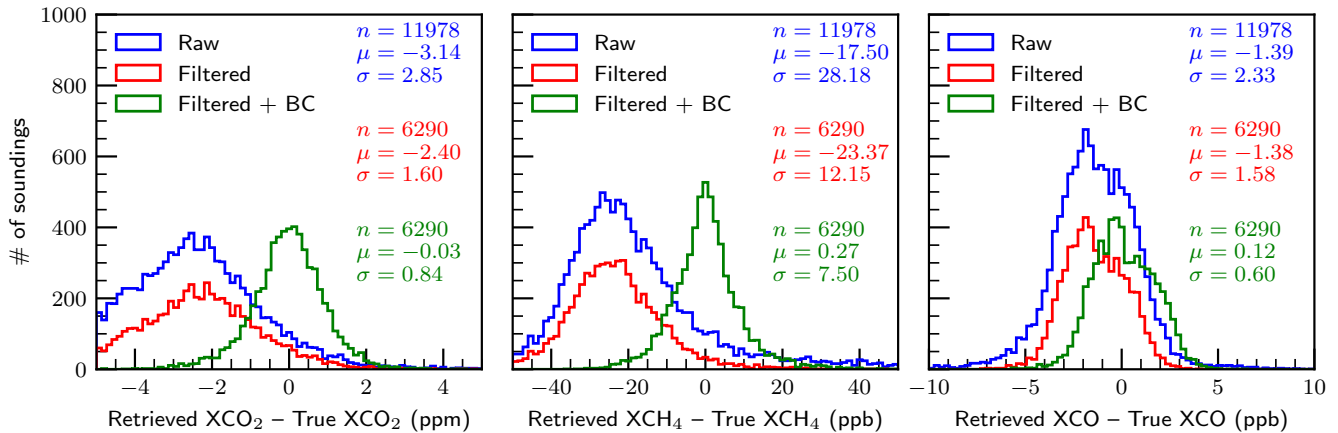 1000
800
600
400
200
0
# of soundings
Raw
Filtered
Filtered + BC
n = 11978
μ = −3.14
σ = 2.85
n = 6290
μ = −2.40
σ = 1.60
n = 6290
μ = −0.03
σ = 0.84
−4 −2 0 2 4
Retrieved XCO₂ – True XCO₂ (ppm)
Raw
Filtered
Filtered + BC
n = 11978
μ = −17.50
σ = 28.18
n = 6290
μ = −23.37
σ = 12.15
n = 6290
μ = 0.27
σ = 7.50
−40 −20 0 20 40
Retrieved XCH₄ – True XCH₄ (ppb)
Raw
Filtered
Filtered + BC
n = 11978
μ = −1.39
σ = 2.33
n = 6290
μ = −1.38
σ = 1.58
n = 6290
μ = 0.12
σ = 0.60
−10 −5 0 5 10
Retrieved XCO – True XCO (ppb)